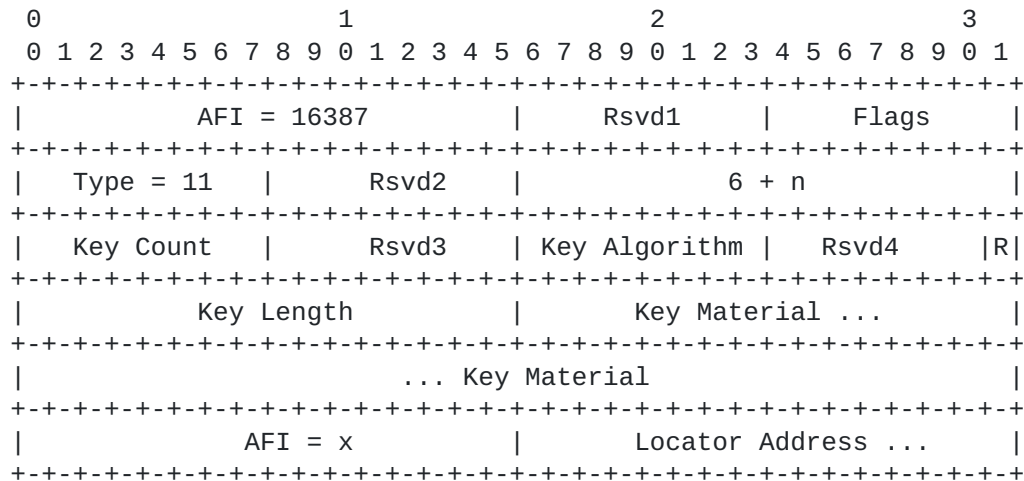 0                   1                   2                   3
 0 1 2 3 4 5 6 7 8 9 0 1 2 3 4 5 6 7 8 9 0 1 2 3 4 5 6 7 8 9 0 1
+-+-+-+-+-+-+-+-+-+-+-+-+-+-+-+-+-+-+-+-+-+-+-+-+-+-+-+-+-+-+-+-+
|           AFI = 16387         |     Rsvd1     |     Flags     |
+-+-+-+-+-+-+-+-+-+-+-+-+-+-+-+-+-+-+-+-+-+-+-+-+-+-+-+-+-+-+-+-+
|   Type = 11   |      Rsvd2    |             6 + n             |
+-+-+-+-+-+-+-+-+-+-+-+-+-+-+-+-+-+-+-+-+-+-+-+-+-+-+-+-+-+-+-+-+
|   Key Count   |      Rsvd3    | Key Algorithm |   Rsvd4     |R|
+-+-+-+-+-+-+-+-+-+-+-+-+-+-+-+-+-+-+-+-+-+-+-+-+-+-+-+-+-+-+-+-+
|           Key Length          |       Key Material ...        |
+-+-+-+-+-+-+-+-+-+-+-+-+-+-+-+-+-+-+-+-+-+-+-+-+-+-+-+-+-+-+-+-+
|                        ... Key Material                       |
+-+-+-+-+-+-+-+-+-+-+-+-+-+-+-+-+-+-+-+-+-+-+-+-+-+-+-+-+-+-+-+-+
|              AFI = x          |       Locator Address ...     |
+-+-+-+-+-+-+-+-+-+-+-+-+-+-+-+-+-+-+-+-+-+-+-+-+-+-+-+-+-+-+-+-+